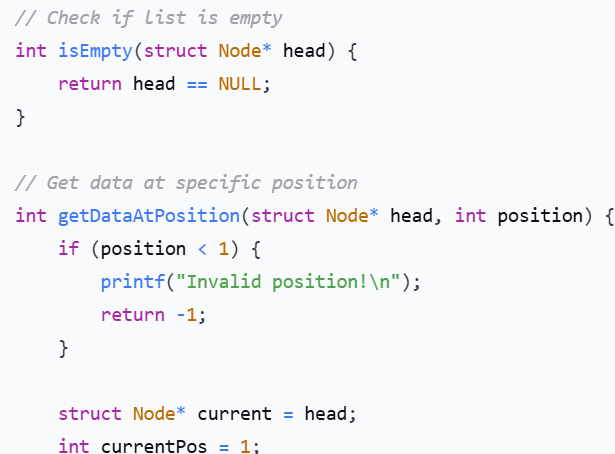 // Check if list is empty
int isEmpty(struct Node* head) {
    return head == NULL;
}
// Get data at specific position
int getDataAtPosition(struct Node* head, int position) {
    if (position < 1) {
        printf("Invalid position!\n");
        return -1;
    }
    struct Node* current = head;
    int currentPos = 1;